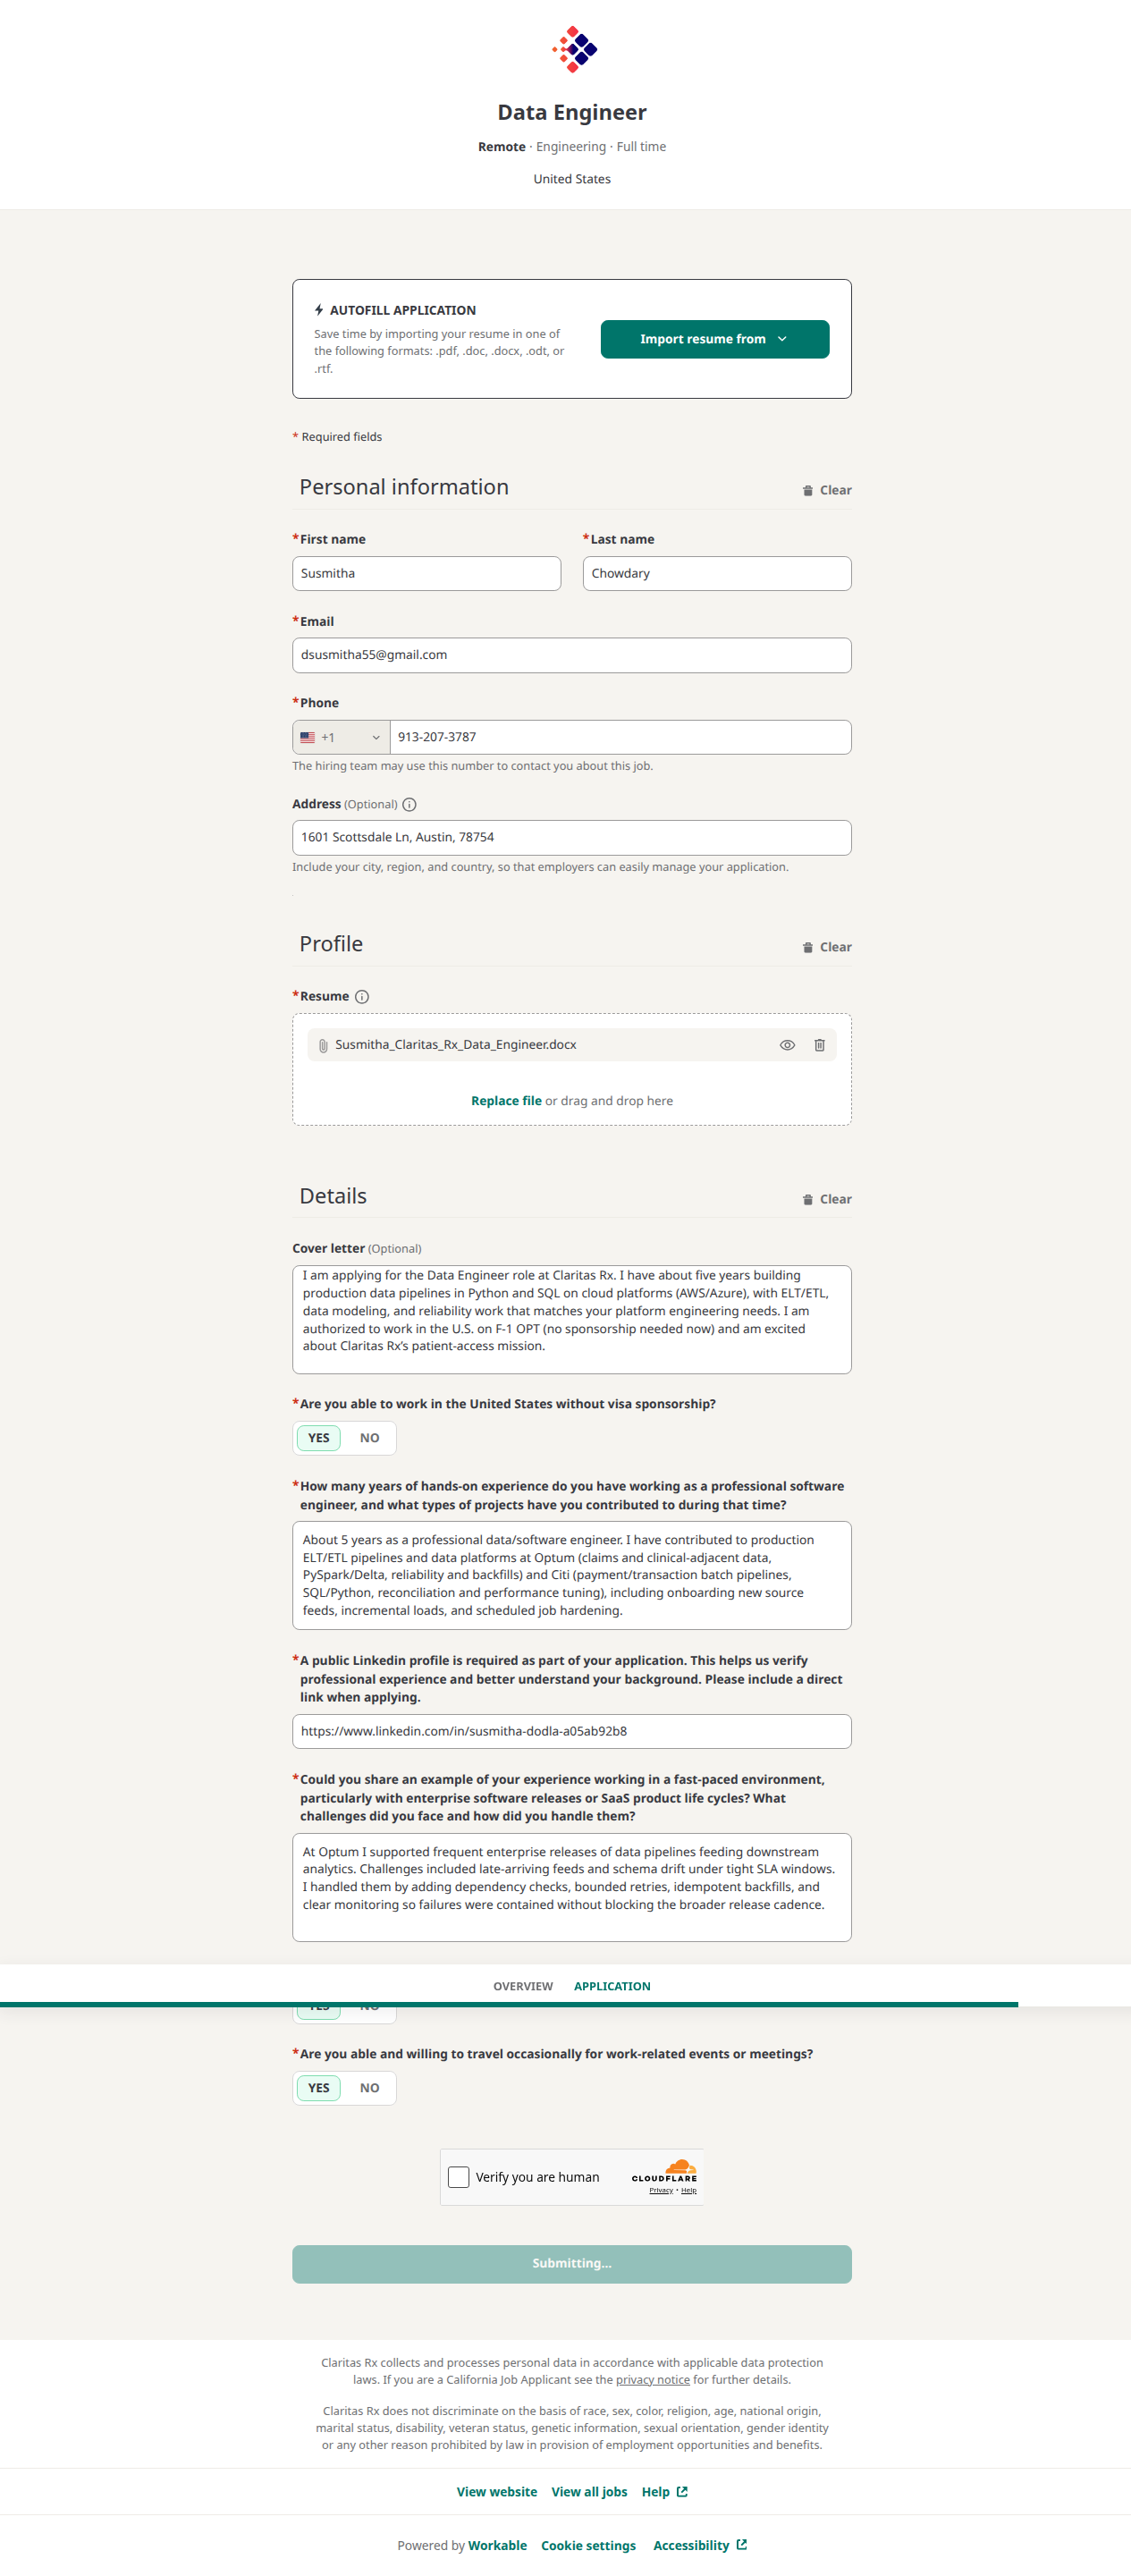 Data Engineer
Remote · Engineering · Full time
United States
AUTOFILL APPLICATION
Save time by importing your resume in one of
the following formats: .pdf, .doc, .docx, .odt, or
.rtf.
Import resume from
* Required fields
Personal information
Clear
*First name
*Last name
Susmitha
Chowdary
*Email
dsusmitha55@gmail.com
*Phone
+1
913-207-3787
The hiring team may use this number to contact you about this job.
Address (Optional)
1601 Scottsdale Ln, Austin, 78754
Include your city, region, and country, so that employers can easily manage your application.
Profile
Clear
*Resume
Susmitha_Claritas_Rx_Data_Engineer.docx
Replace file or drag and drop here
Details
Clear
Cover letter (Optional)
I am applying for the Data Engineer role at Claritas Rx. I have about five years building
production data pipelines in Python and SQL on cloud platforms (AWS/Azure), with ELT/ETL,
data modeling, and reliability work that matches your platform engineering needs. I am
authorized to work in the U.S. on F-1 OPT (no sponsorship needed now) and am excited
about Claritas Rx's patient-access mission.
*Are you able to work in the United States without visa sponsorship?
YES NO
*How many years of hands-on experience do you have working as a professional software
engineer, and what types of projects have you contributed to during that time?
About 5 years as a professional data/software engineer. I have contributed to production
ELT/ETL pipelines and data platforms at Optum (claims and clinical-adjacent data,
PySpark/Delta, reliability and backfills) and Citi (payment/transaction batch pipelines,
SQL/Python, reconciliation and performance tuning), including onboarding new source
feeds, incremental loads, and scheduled job hardening.
*A public Linkedin profile is required as part of your application. This helps us verify
professional experience and better understand your background. Please include a direct
link when applying.
https://www.linkedin.com/in/susmitha-dodla-a05ab92b8
*Could you share an example of your experience working in a fast-paced environment,
particularly with enterprise software releases or SaaS product life cycles? What
challenges did you face and how did you handle them?
At Optum I supported frequent enterprise releases of data pipelines feeding downstream
analytics. Challenges included late-arriving feeds and schema drift under tight SLA windows.
I handled them by adding dependency checks, bounded retries, idempotent backfills, and
clear monitoring so failures were contained without blocking the broader release cadence.
OVERVIEW APPLICATION
YES NO
*Are you able and willing to travel occasionally for work-related events or meetings?
YES NO
Verify you are human
CLOUDFLARE
Privacy • Help
Submitting...
Claritas Rx collects and processes personal data in accordance with applicable data protection
laws. If you are a California Job Applicant see the privacy notice for further details.
Claritas Rx does not discriminate on the basis of race, sex, color, religion, age, national origin,
marital status, disability, veteran status, genetic information, sexual orientation, gender identity
or any other reason prohibited by law in provision of employment opportunities and benefits.
View website View all jobs Help
Powered by Workable Cookie settings Accessibility